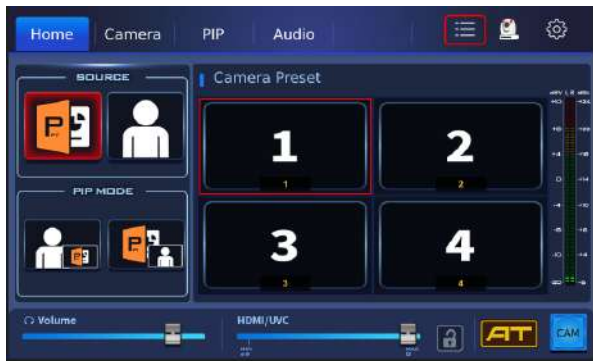 Home Camera PIP Audio
SOURCE
Camera Preset
P
1
1
2
2
PIP MODE
P
P
3
3
4
4
Volume
HDMI/UVC
AT
CAM